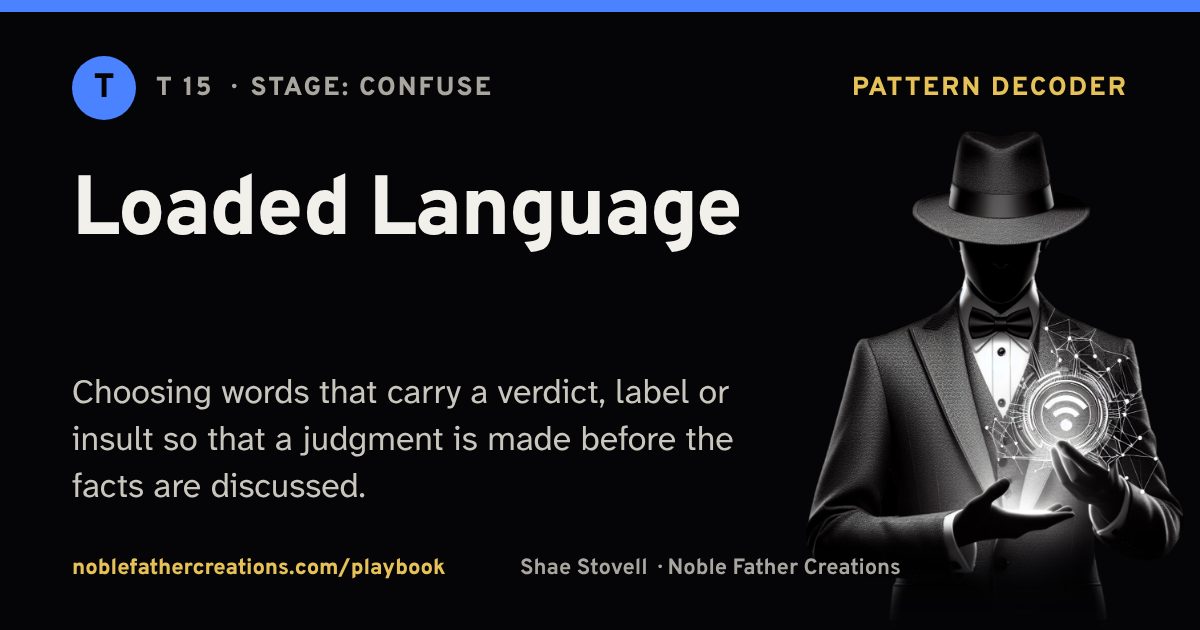 T
T 15 · STAGE: CONFUSE
PATTERN DECODER
Loaded Language
Choosing words that carry a verdict, label or
insult so that a judgment is made before the
facts are discussed.
noblefathercreations.com/playbook
Shae Stovell · Noble Father Creations